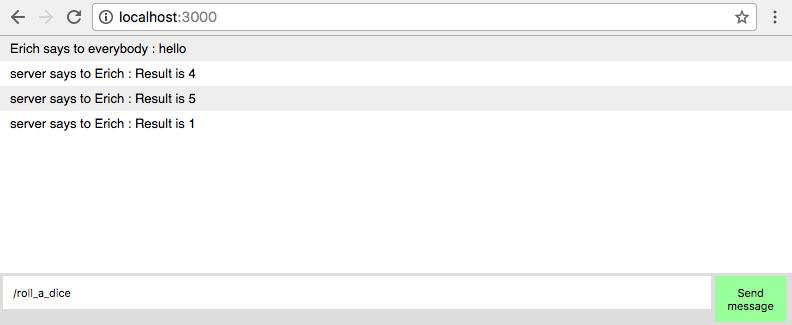 localhost:3000
Erich says to everybody : hello
server says to Erich : Result is 4
server says to Erich : Result is 5
server says to Erich : Result is 1
/roll_a_dice
Send
message